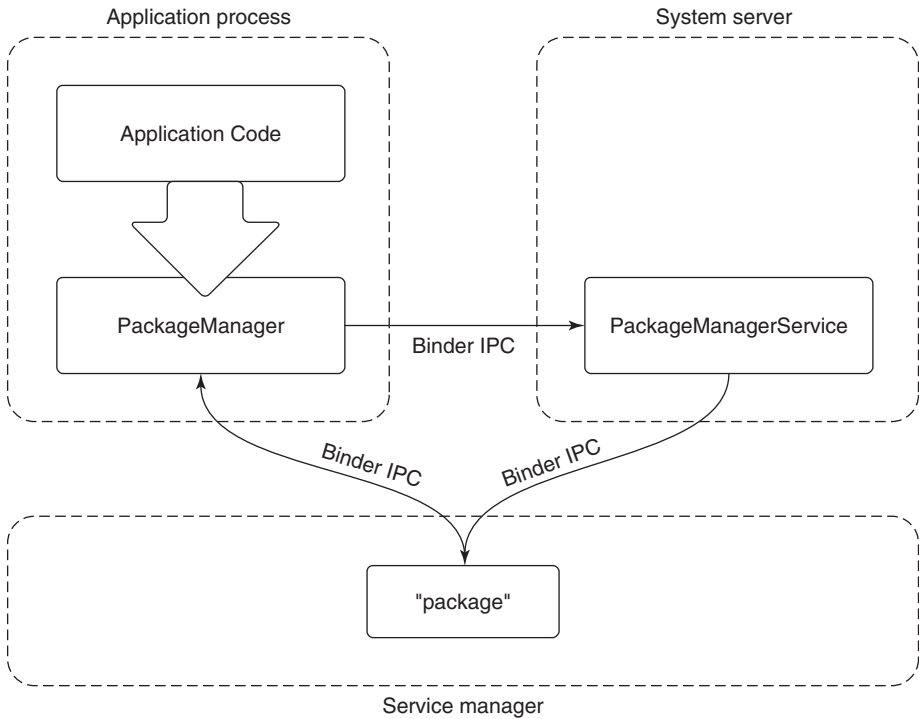 Application process
System server
Application Code
PackageManager
Binder IPC
PackageManagerService
Binder IPC
Binder IPC
"package"
Service manager